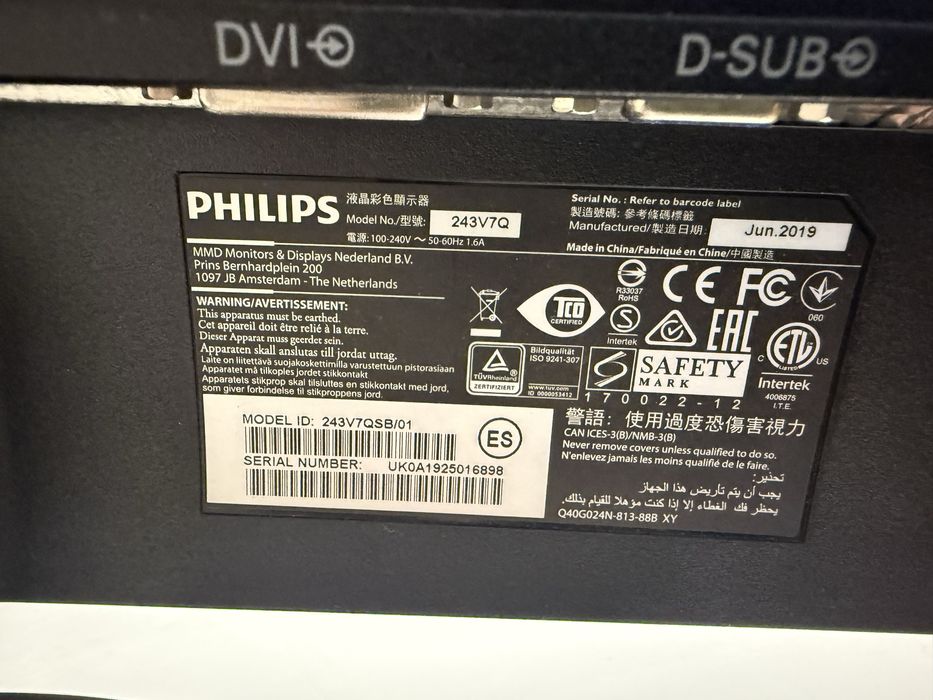 DVI
D-SUB
PHILIPS
液晶彩色顯示器
Model No./型號: 243V7Q
電源: 100-240V ～ 50-60Hz 1.6A
Serial No. : Refer to barcode label
製造號碼: 參考條碼標籤
Manufactured/製造日期: Jun.2019
Made in China/Fabriqué en Chine/中國製造
MMD Monitors & Displays Nederland B.V.
Prins Bernhardplein 200
1097 JB Amsterdam - The Netherlands
WARNING/AVERTISSEMENT:
This apparatus must be earthed.
Cet appareil doit être relié à la terre.
Dieser Apparat muss geerdet sein.
Apparaten skall anslutas till jordat uttag.
Laite on liitettävä suojakoskettimilla varustettuun pistorasiaan
Apparatet må tilkoples jordet stikkontakt
Apparatets stikprop skal tilsluttes en stikkontakt med jord,
som giver forbindelse til stikproppens jord.
TCO
CERTIFIED
R33037
RoHS
CE
FCC
060
S
Intertek
EAC
ETL
LISTED
C US
Intertek
4006875
I.T.E.
TÜVRheinland
ZERTIFIZIERT
Bildqualität
ISO 9241-307
www.tuv.com
ID 0000053412
SAFETY
MARK
170022-12
MODEL ID: 243V7QSB/01
ES
SERIAL NUMBER: UK0A1925016898
警語: 使用過度恐傷害視力
CAN ICES-3(B)/NMB-3(B)
Never remove covers unless qualified to do so.
N'enlevez jamais les moins qualifié de le faire.
تحذير:
يجب أن يتم تأريض هذا الجهاز
يحظر فك الغطاء إلا إذا كنت مؤهلا للقيام بذلك.
Q40G024N-813-88B XY